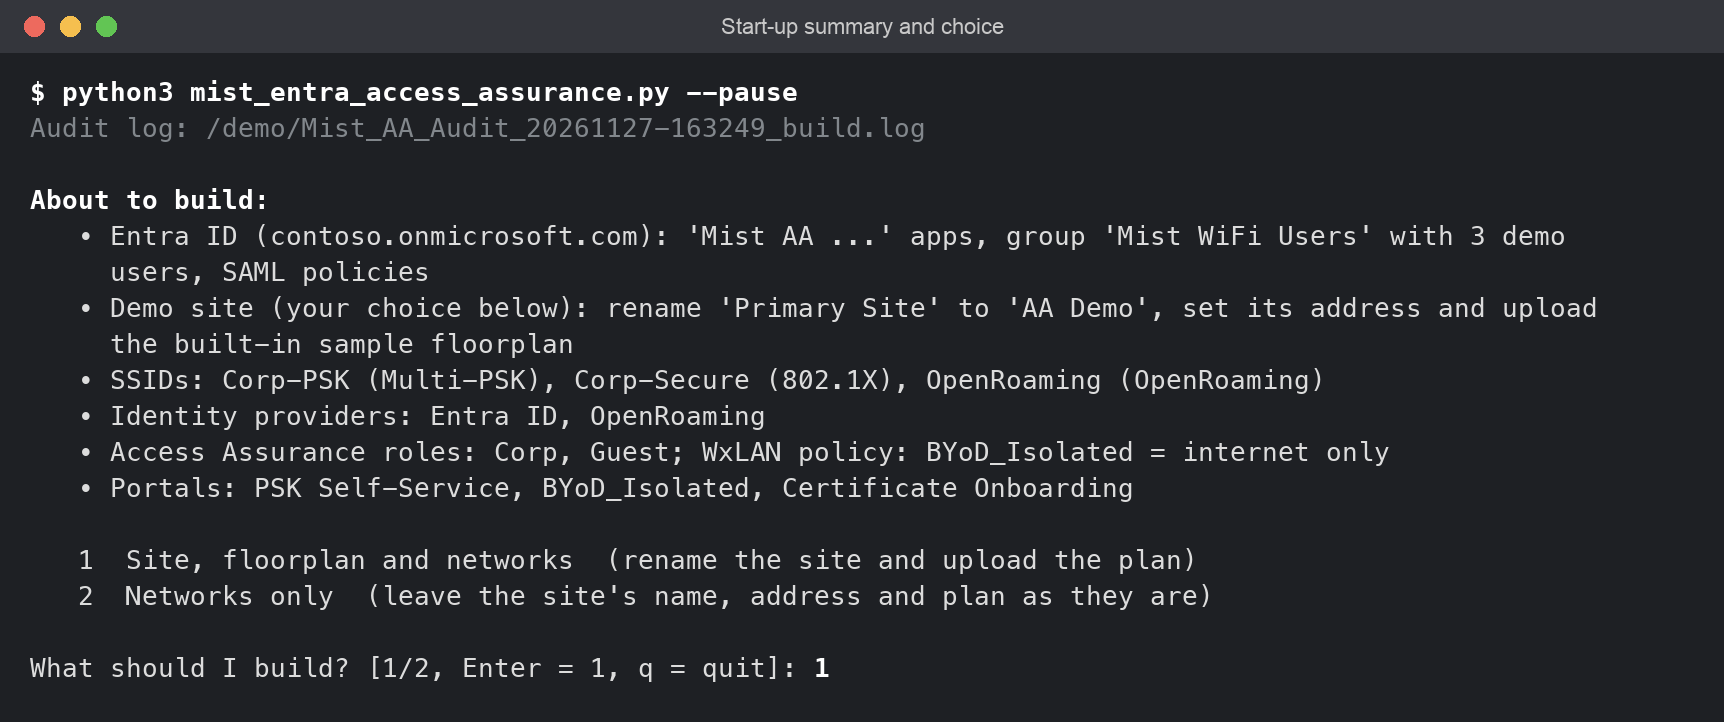 Start-up summary and choice
$ python3 mist_entra_access_assurance.py --pause
Audit log: /demo/Mist_AA_Audit_20261127-163249_build.log
About to build:
• Entra ID (contoso.onmicrosoft.com): 'Mist AA ...' apps, group 'Mist WiFi Users' with 3 demo
users, SAML policies
• Demo site (your choice below): rename 'Primary Site' to 'AA Demo', set its address and upload
the built-in sample floorplan
• SSIDs: Corp-PSK (Multi-PSK), Corp-Secure (802.1X), OpenRoaming (OpenRoaming)
• Identity providers: Entra ID, OpenRoaming
• Access Assurance roles: Corp, Guest; WxLAN policy: BYoD_Isolated = internet only
• Portals: PSK Self-Service, BYoD_Isolated, Certificate Onboarding
1  Site, floorplan and networks  (rename the site and upload the plan)
2  Networks only  (leave the site's name, address and plan as they are)
What should I build? [1/2, Enter = 1, q = quit]: 1